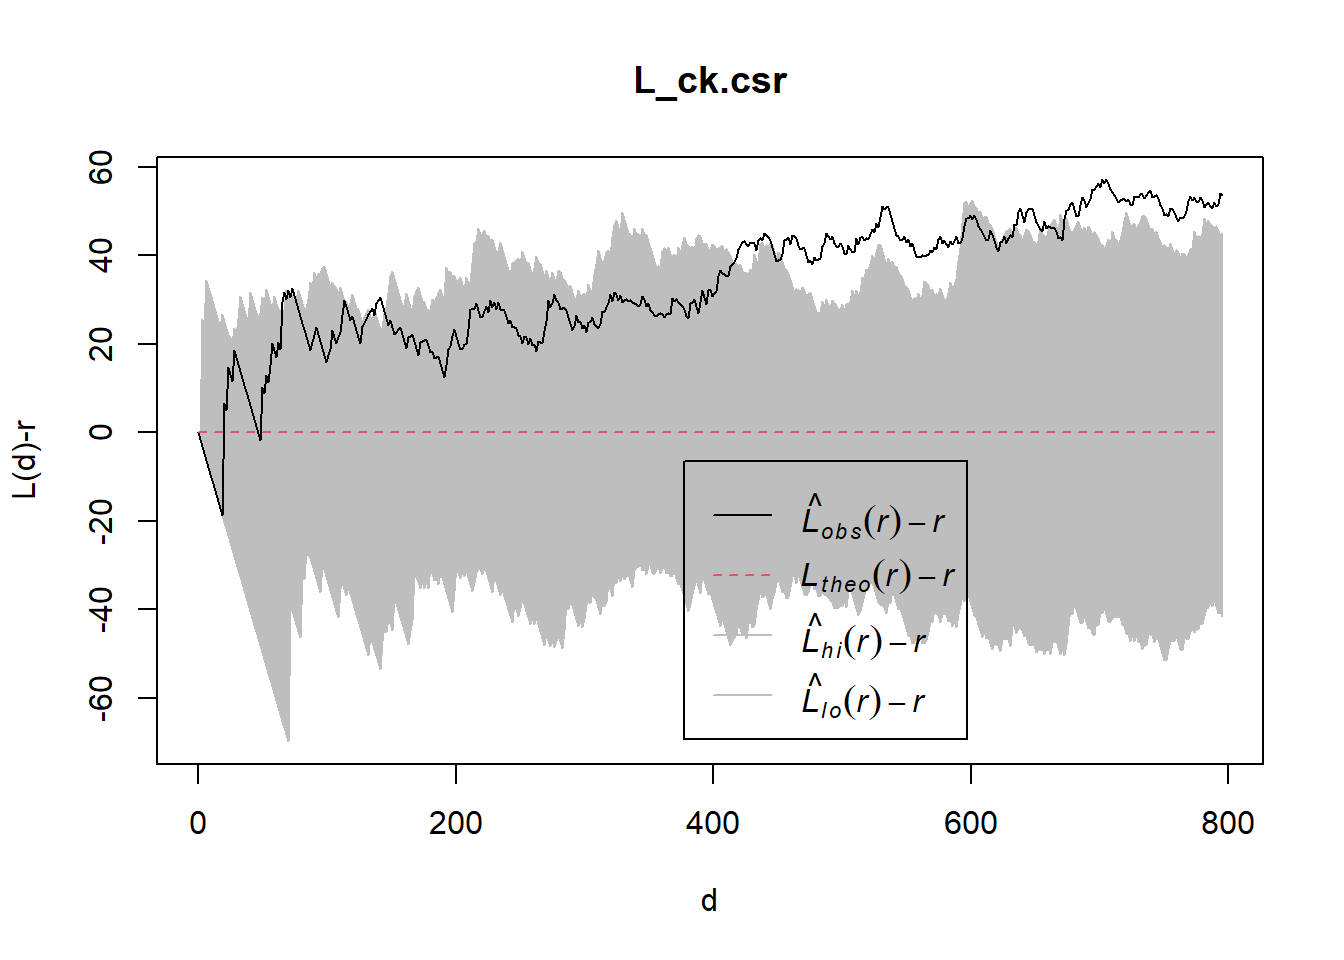 L_ck.csr
60
40
20
0
-20
-40
-60
L(d)-r
L̂obs(r) − r
Ltheo(r) − r
L̂hi(r) − r
L̂lo(r) − r
0 200 400 600 800
d